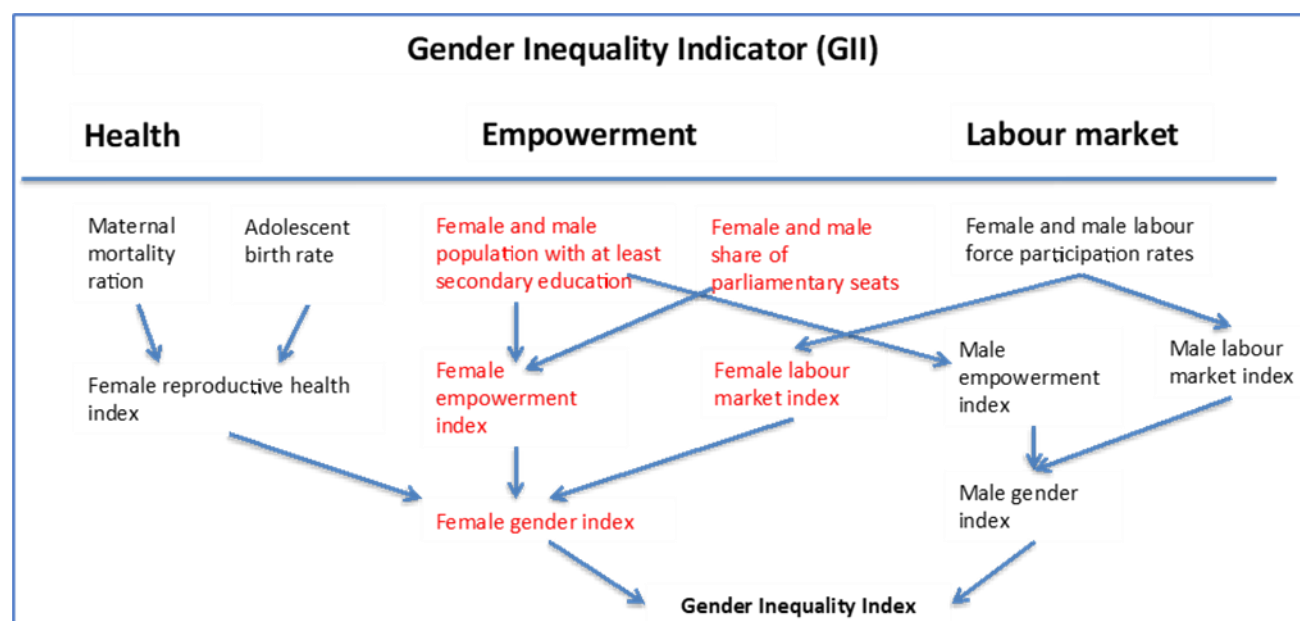 Gender Inequality Indicator (GII)
Health
Empowerment
Labour market
Maternal
mortality
ration
Adolescent
birth rate
Female and male
population with at least
secondary education
Female and male
share of
parliamentary seats
Female and male labour
force participation rates
Female reproductive health
index
Female
empowerment
index
Female labour
market index
Male
empowerment
index
Male labour
market index
Female gender index
Male gender
index
Gender Inequality Index